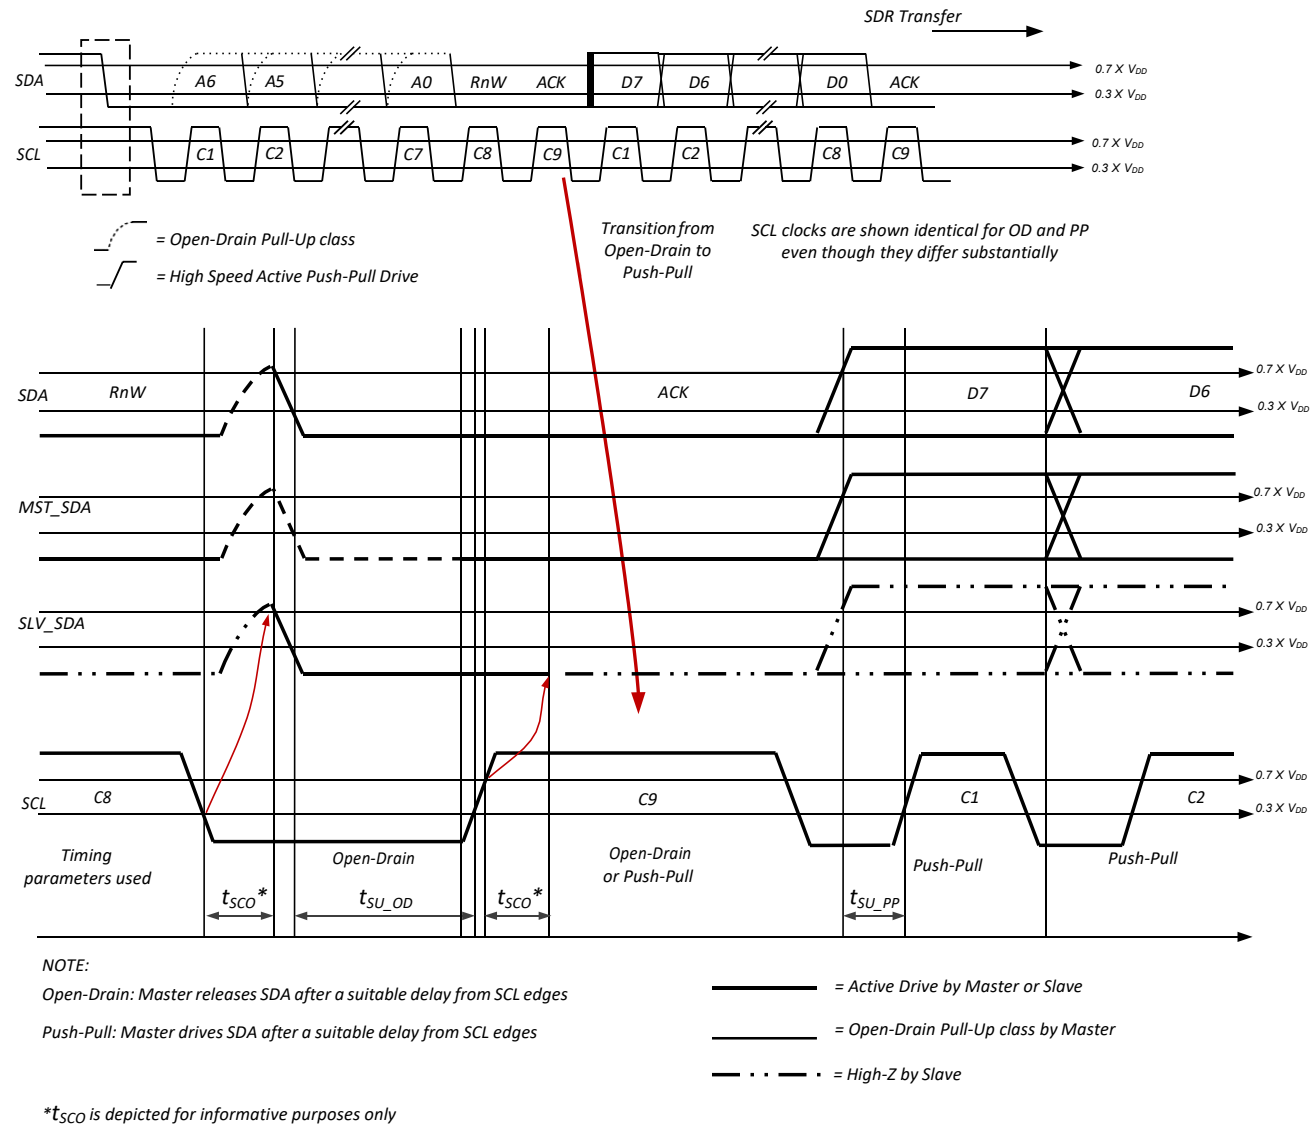 SDR Transfer
SDA
A6
A5
A0
RnW
ACK
D7
D6
D0
ACK
0.7 X VDD
0.3 X VDD
SCL
C1
C2
C7
C8
C9
C1
C2
C8
C9
0.7 X VDD
0.3 X VDD
= Open-Drain Pull-Up class
= High Speed Active Push-Pull Drive
Transition from
Open-Drain to
Push-Pull
SCL clocks are shown identical for OD and PP
even though they differ substantially
SDA
RnW
ACK
D7
D6
0.7 X VDD
0.3 X VDD
MST_SDA
0.7 X VDD
0.3 X VDD
SLV_SDA
0.7 X VDD
0.3 X VDD
SCL
C8
C9
C1
C2
0.7 X VDD
0.3 X VDD
Timing
parameters used
Open-Drain
Open-Drain
or Push-Pull
Push-Pull
Push-Pull
tSCO*
tSU_OD
tSCO*
tSU_PP
NOTE:
Open-Drain: Master releases SDA after a suitable delay from SCL edges
Push-Pull: Master drives SDA after a suitable delay from SCL edges
= Active Drive by Master or Slave
= Open-Drain Pull-Up class by Master
= High-Z by Slave
*tSCO is depicted for informative purposes only